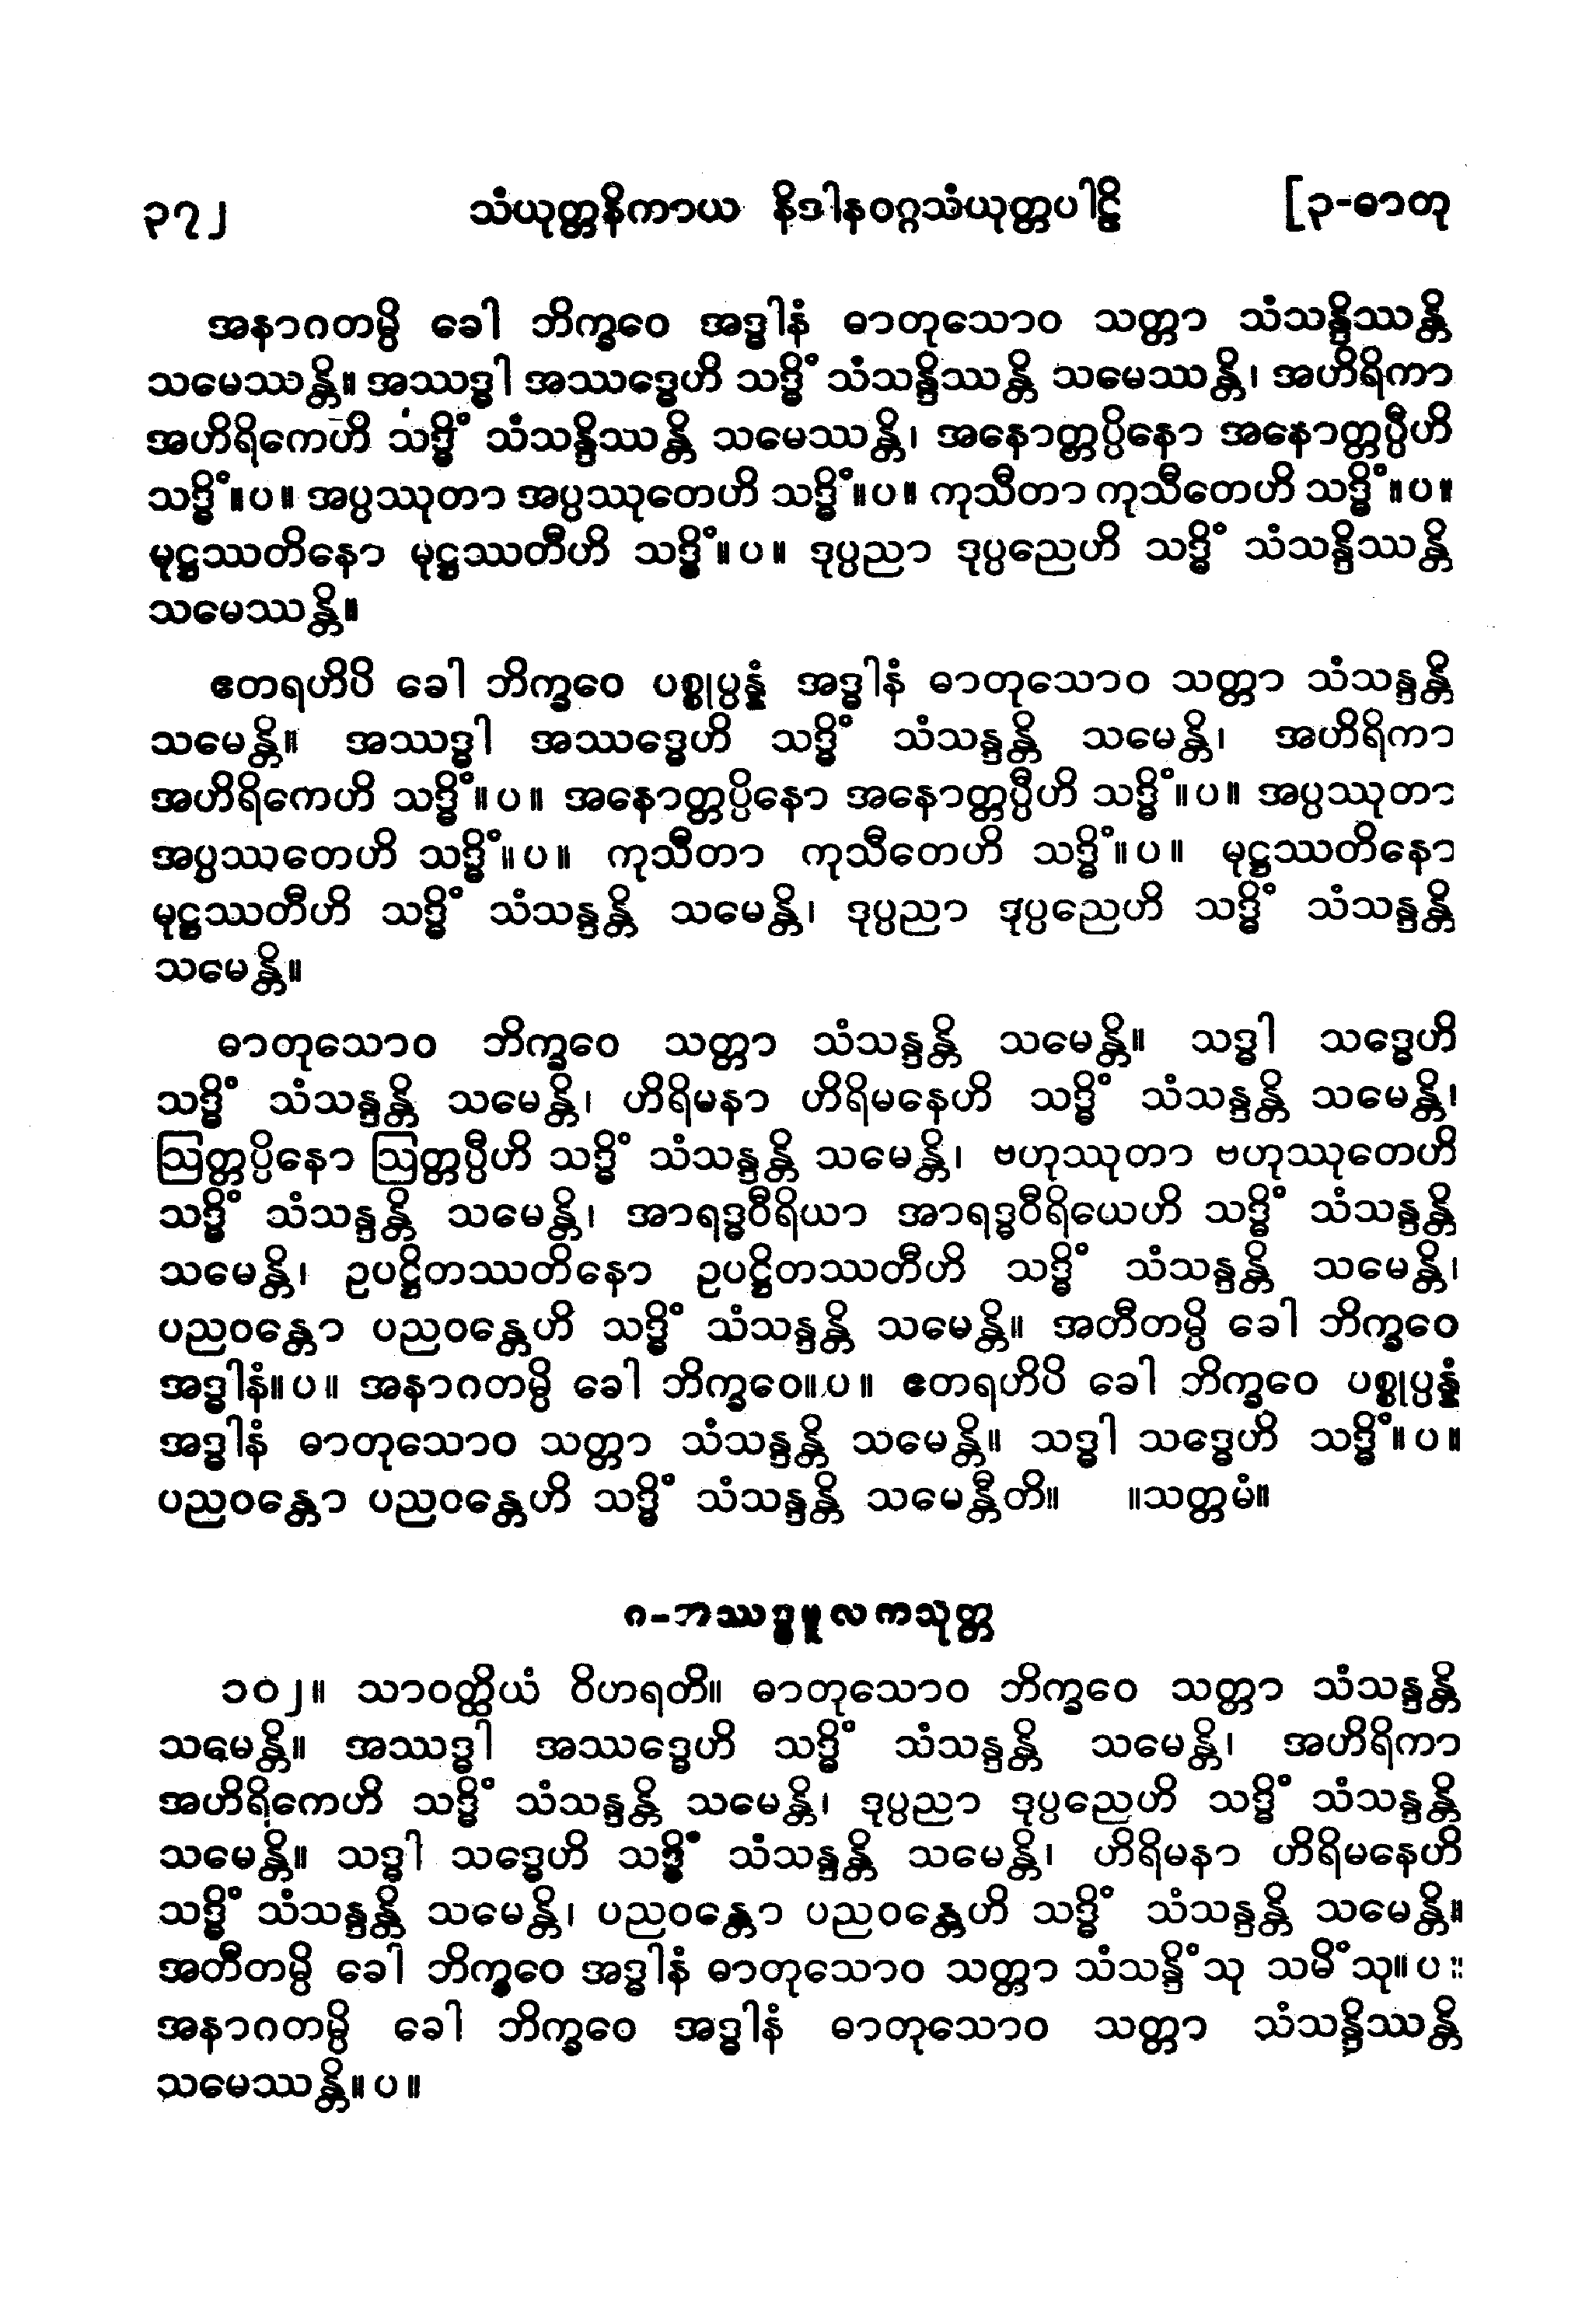 ၃၇၂ သံယုတ္တနိကာယ နိဒါနဝဂ္ဂသံယုတ္တပါဠိ [၃-ဓာတု
အနာဂတမ္ပိ ခေါ ဘိက္ခဝေ အဒ္ဓါနံ ဓာတုသောဝ သတ္တာ သံသန္ဒိဿန္တိ
သမေဿန္တိ။ အဿဒ္ဓါ အဿဒ္ဓေဟိ သဒ္ဓိံ သံသန္ဒိဿန္တိ သမေဿန္တိ၊ အဟိရိကာ
အဟိရိကေဟိ သဒ္ဓိံ သံသန္ဒိဿန္တိ သမေဿန္တိ၊ အနောတ္တပ္ပိနော အနောတ္တပ္ပီဟိ
သဒ္ဓိံ။ပ။ အပ္ပဿုတာ အပ္ပဿုတေဟိ သဒ္ဓိံ။ပ။ ကုသီတာ ကုသီတေဟိ သဒ္ဓိံ။ပ။
မုဋ္ဌဿတိနော မုဋ္ဌဿတီဟိ သဒ္ဓိံ။ပ။ ဒုပ္ပညာ ဒုပ္ပညေဟိ သဒ္ဓိံ သံသန္ဒိဿန္တိ
သမေဿန္တိ။
ဧတရဟိပိ ခေါ ဘိက္ခဝေ ပစ္စုပ္ပန္နံ အဒ္ဓါနံ ဓာတုသောဝ သတ္တာ သံသန္ဒန္တိ
သမေန္တိ။ အဿဒ္ဓါ အဿဒ္ဓေဟိ သဒ္ဓိံ သံသန္ဒန္တိ သမေန္တိ၊ အဟိရိကာ
အဟိရိကေဟိ သဒ္ဓိံ။ပ။ အနောတ္တပ္ပိနော အနောတ္တပ္ပီဟိ သဒ္ဓိံ။ပ။ အပ္ပဿုတာ
အပ္ပဿုတေဟိ သဒ္ဓိံ။ပ။ ကုသီတာ ကုသီတေဟိ သဒ္ဓိံ။ပ။ မုဋ္ဌဿတိနော
မုဋ္ဌဿတီဟိ သဒ္ဓိံ သံသန္ဒန္တိ သမေန္တိ၊ ဒုပ္ပညာ ဒုပ္ပညေဟိ သဒ္ဓိံ သံသန္ဒန္တိ
သမေန္တိ။
ဓာတုသောဝ ဘိက္ခဝေ သတ္တာ သံသန္ဒန္တိ သမေန္တိ။ သဒ္ဓါ သဒ္ဓေဟိ
သဒ္ဓိံ သံသန္ဒန္တိ သမေန္တိ၊ ဟိရိမနာ ဟိရိမနေဟိ သဒ္ဓိံ သံသန္ဒန္တိ သမေန္တိ၊
ဩတ္တပ္ပိနော ဩတ္တပ္ပီဟိ သဒ္ဓိံ သံသန္ဒန္တိ သမေန္တိ၊ ဗဟုဿုတာ ဗဟုဿုတေဟိ
သဒ္ဓိံ သံသန္ဒန္တိ သမေန္တိ၊ အာရဒ္ဓဝီရိယာ အာရဒ္ဓဝီရိယေဟိ သဒ္ဓိံ သံသန္ဒန္တိ
သမေန္တိ၊ ဥပဋ္ဌိတဿတိနော ဥပဋ္ဌိတဿတီဟိ သဒ္ဓိံ သံသန္ဒန္တိ သမေန္တိ၊
ပညဝန္တော ပညဝန္တေဟိ သဒ္ဓိံ သံသန္ဒန္တိ သမေန္တိ။ အတီတမ္ပိ ခေါ ဘိက္ခဝေ
အဒ္ဓါနံ။ပ။ အနာဂတမ္ပိ ခေါ ဘိက္ခဝေ။ပ။ ဧတရဟိပိ ခေါ ဘိက္ခဝေ ပစ္စုပ္ပန္နံ
အဒ္ဓါနံ ဓာတုသောဝ သတ္တာ သံသန္ဒန္တိ သမေန္တိ။ သဒ္ဓါ သဒ္ဓေဟိ သဒ္ဓိံ။ပ။
ပညဝန္တော ပညဝန္တေဟိ သဒ္ဓိံ သံသန္ဒန္တိ သမေန္တီတိ။ ။သတ္တမံ။
၈-အဿဒ္ဓမူလကသုတ္တ
၁၀၂။ သာဝတ္ထိယံ ဝိဟရတိ။ ဓာတုသောဝ ဘိက္ခဝေ သတ္တာ သံသန္ဒန္တိ
သမေန္တိ။ အဿဒ္ဓါ အဿဒ္ဓေဟိ သဒ္ဓိံ သံသန္ဒန္တိ သမေန္တိ၊ အဟိရိကာ
အဟိရိကေဟိ သဒ္ဓိံ သံသန္ဒန္တိ သမေန္တိ၊ ဒုပ္ပညာ ဒုပ္ပညေဟိ သဒ္ဓိံ သံသန္ဒန္တိ
သမေန္တိ။ သဒ္ဓါ သဒ္ဓေဟိ သဒ္ဓိံ သံသန္ဒန္တိ သမေန္တိ၊ ဟိရိမနာ ဟိရိမနေဟိ
သဒ္ဓိံ သံသန္ဒန္တိ သမေန္တိ၊ ပညဝန္တော ပညဝန္တေဟိ သဒ္ဓိံ သံသန္ဒန္တိ သမေန္တိ။
အတီတမ္ပိ ခေါ ဘိက္ခဝေ အဒ္ဓါနံ ဓာတုသောဝ သတ္တာ သံသန္ဒိံသု သမိံသု။ပ။
အနာဂတမ္ပိ ခေါ ဘိက္ခဝေ အဒ္ဓါနံ ဓာတုသောဝ သတ္တာ သံသန္ဒိဿန္တိ
သမေဿန္တိ။ပ။